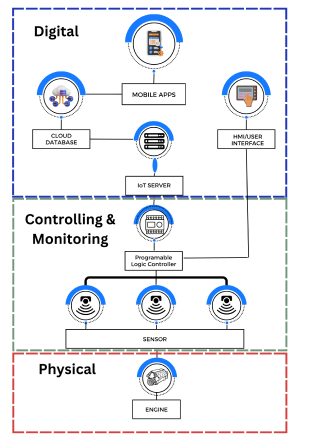 Digital
MOBILE APPS
CLOUD
DATABASE
HMI/USER
INTERFACE
IoT SERVER
Controlling &
Monitoring
Programable
Logic Controller
SENSOR
Physical
ENGINE